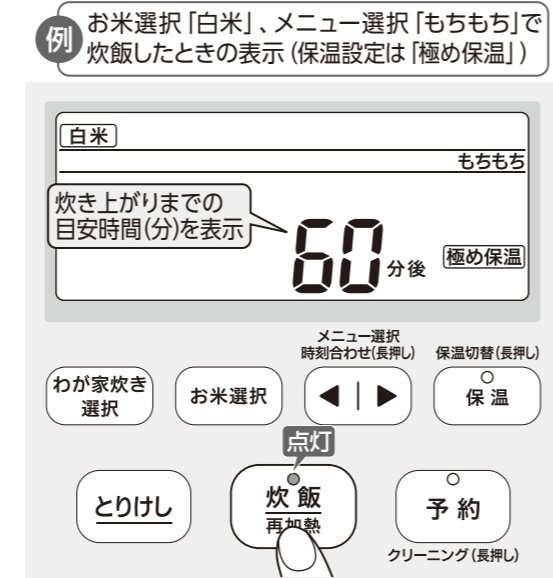 例
お米選択「白米」、メニュー選択「もちもち」で
炊飯したときの表示(保温設定は「極め保温」)
白米
もちもち
炊き上がりまでの
目安時間(分)を表示
60分後
極め保温
メニュー選択
時刻合わせ(長押し)
保温切替(長押し)
わが家炊き
選択
お米選択
◀ | ▶
保温
点灯
とりけし
炊飯
再加熱
予約
クリーニング(長押し)